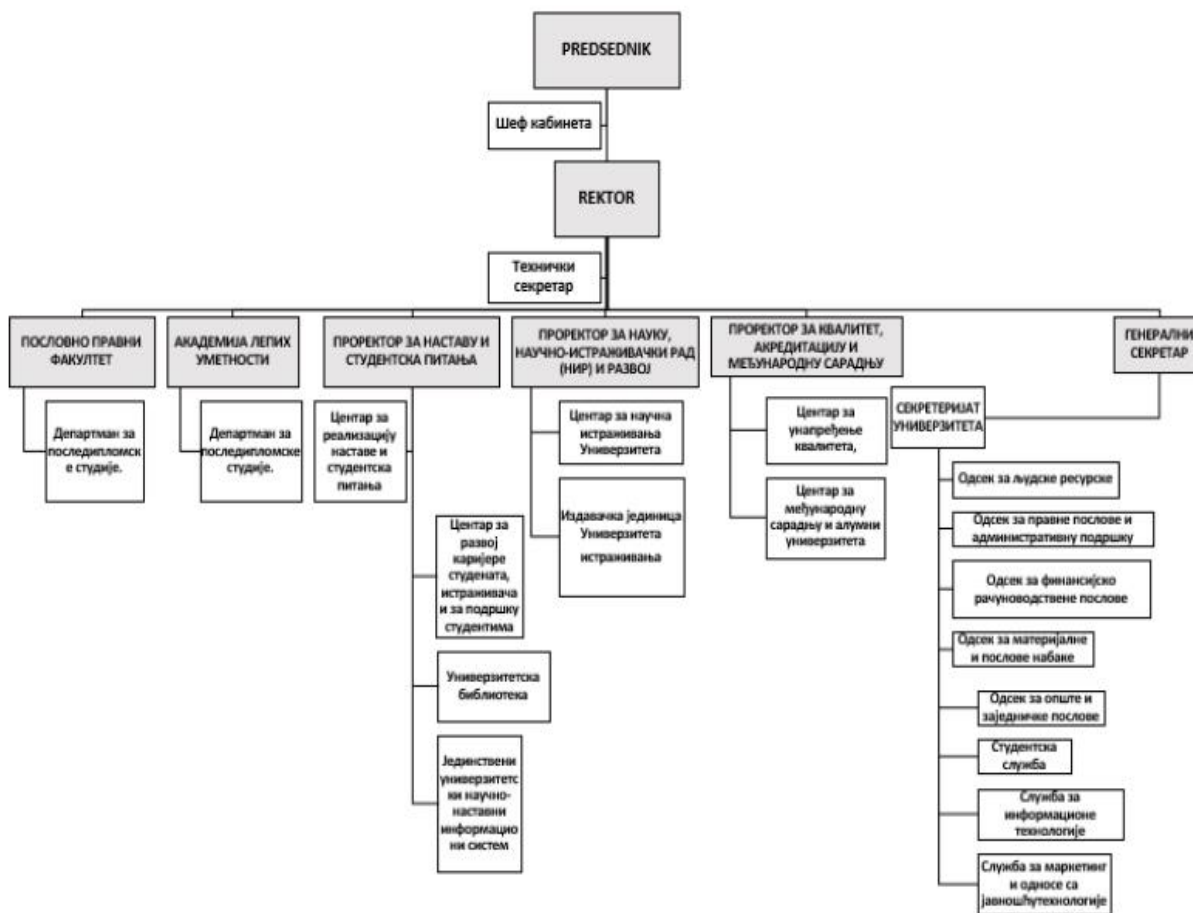 PREDSEDNIK
Шеф кабинета
REKTOR
Технички
секретар
ПОСЛОВНО ПРАВНИ
ФАКУЛТЕТ
АКАДЕМИЈА ЛЕПИХ
УМЕТНОСТИ
ПРОРЕКТОР ЗА НАСТАВУ И
СТУДЕНТСКА ПИТАЊА
ПРОРЕКТОР ЗА НАУКУ,
НАУЧНО-ИСТРАЖИВАЧКИ РАД
(НИР) И РАЗВОЈ
ПРОРЕКТОР ЗА КВАЛИТЕТ,
АКРЕДИТАЦИЈУ И
МЕЂУНАРОДНУ САРАДЊУ
ГЕНЕРАЛНИ
СЕКРЕТАР
Департман за
последипломск
е студије.
Департман за
последипломске
студије.
Центар за
реализацију
наставе и
студентска
питања
Центар за
развој
каријере
студената,
истраживача
и за подршку
студентима
Универзитетска
библиотека
Јединствени
универзитетс
ки научно-
наставни
информацио
ни систем
Центар за научна
истраживања
Универзитета
Издавачка јединица
Универзитета
истраживања
Центар за
унапређење
квалитета,
Центар за
међународну
сарадњу и алумни
универзитета
СЕКРЕТЕРИЈАТ
УНИВЕРЗИТЕТА
Одсек за људске ресурске
Одсек за правне послове и
административну подршку
Одсек за финансијско
рачуноводствене послове
Одсек за материјалне
и послове набаке
Одсек за опште и
заједничке послове
Студентска
служба
Служба за
информационе
технологије
Служба за маркетинг
и односе са
јавношћутехнологије